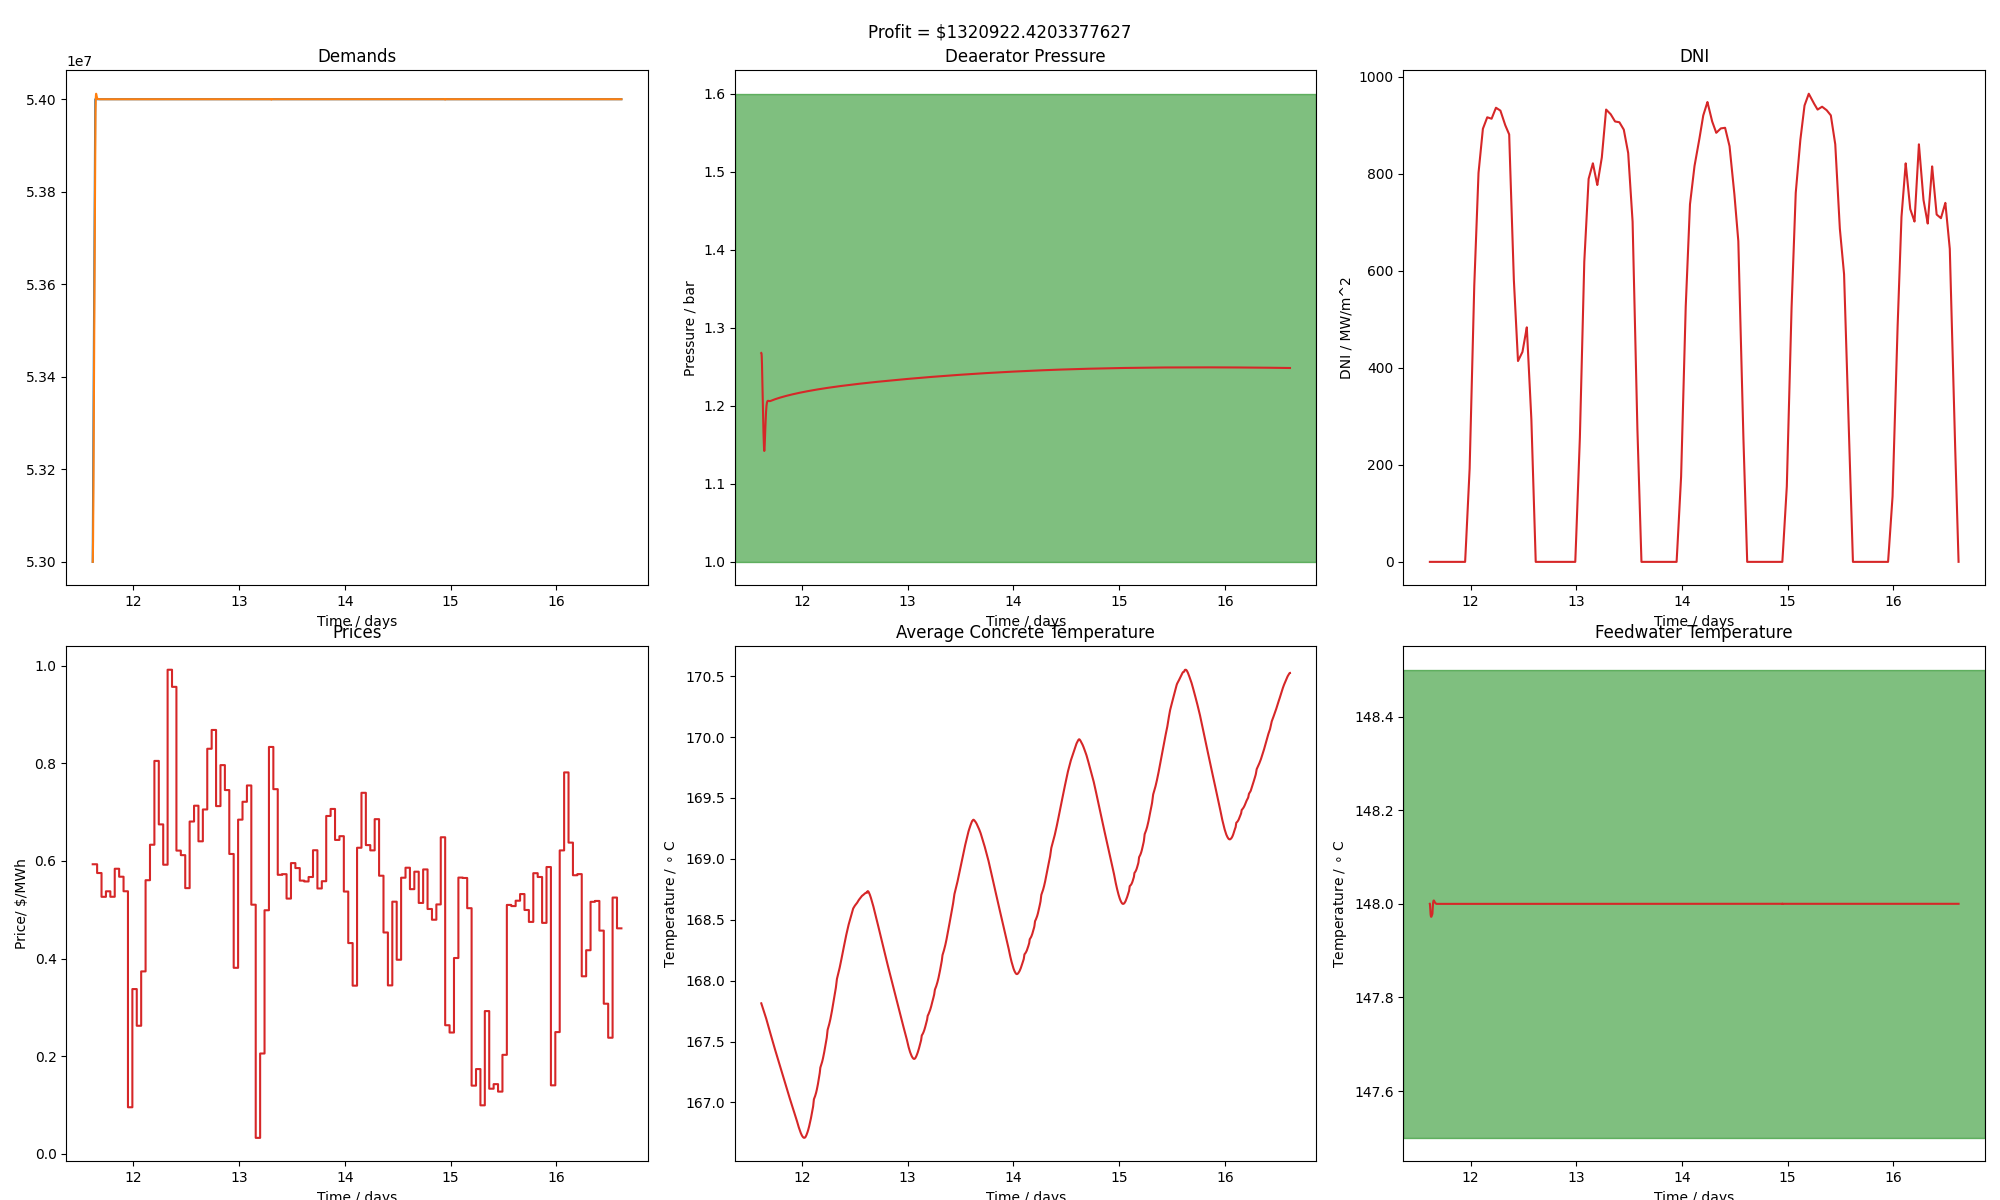 Profit = $1320922.4203377627
Demands
1e7
5.40
5.38
5.36
5.34
5.32
5.30
12 13 14 15 16
Time / days
Deaerator Pressure
Pressure / bar
1.6
1.5
1.4
1.3
1.2
1.1
1.0
12 13 14 15 16
Time / days
DNI
DNI / MW/m^2
1000
800
600
400
200
0
12 13 14 15 16
Time / days
Prices
Price/ $/MWh
1.0
0.8
0.6
0.4
0.2
0.0
12 13 14 15 16
Time / days
Average Concrete Temperature
Temperature / ∘ C
170.5
170.0
169.5
169.0
168.5
168.0
167.5
167.0
12 13 14 15 16
Time / days
Feedwater Temperature
Temperature / ∘ C
148.4
148.2
148.0
147.8
147.6
12 13 14 15 16
Time / days